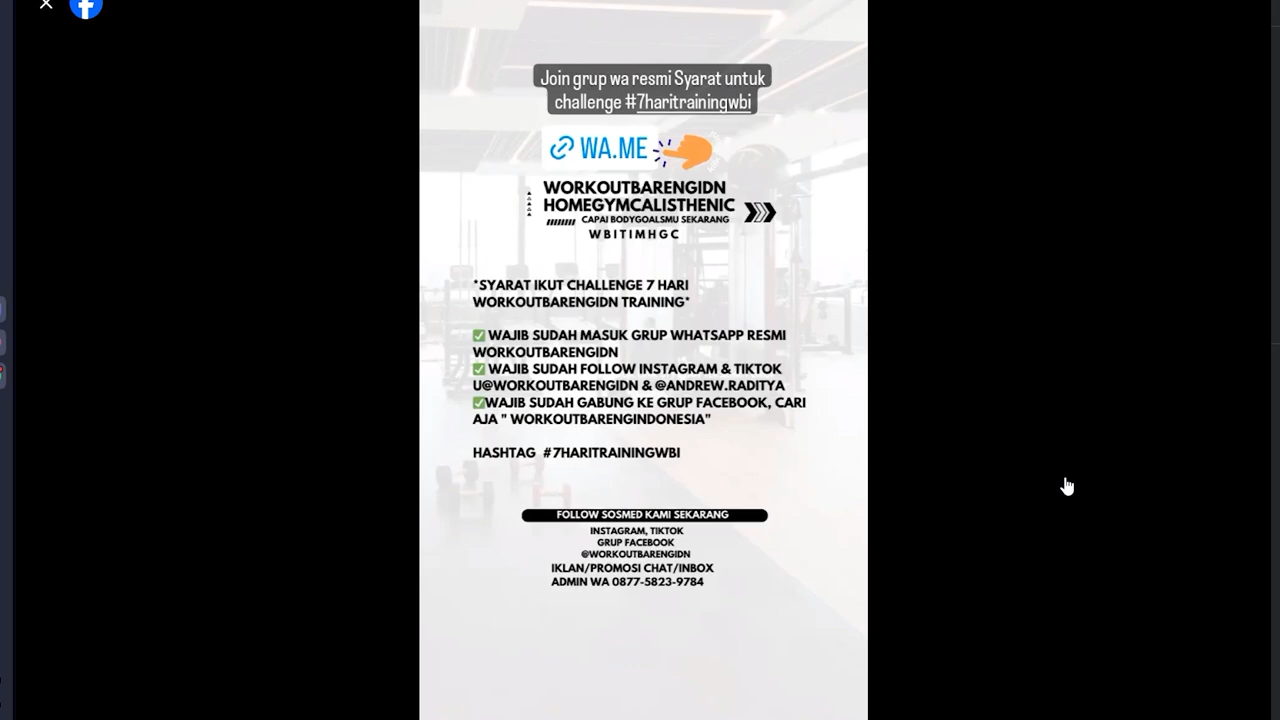 Join grup wa resmi Syarat untuk
challenge #7haritrainingwbi
WA.ME
WORKOUTBARENGIDN
HOMEGYMCALISTHENIC
CAPAI BODYGOALSMU SEKARANG
WBITIMHGC
*SYARAT IKUT CHALLENGE 7 HARI
WORKOUTBARENGIDN TRAINING*
✅ WAJIB SUDAH MASUK GRUP WHATSAPP RESMI
WORKOUTBARENGIDN
✅ WAJIB SUDAH FOLLOW INSTAGRAM & TIKTOK
U@WORKOUTBARENGIDN & @ANDREW.RADITYA
✅WAJIB SUDAH GABUNG KE GRUP FACEBOOK, CARI
AJA " WORKOUTBARENGINDONESIA"
HASHTAG #7HARITRAININGWBI
FOLLOW SOSMED KAMI SEKARANG
INSTAGRAM, TIKTOK
GRUP FACEBOOK
@WORKOUTBARENGIDN
IKLAN/PROMOSI CHAT/INBOX
ADMIN WA 0877-5823-9784